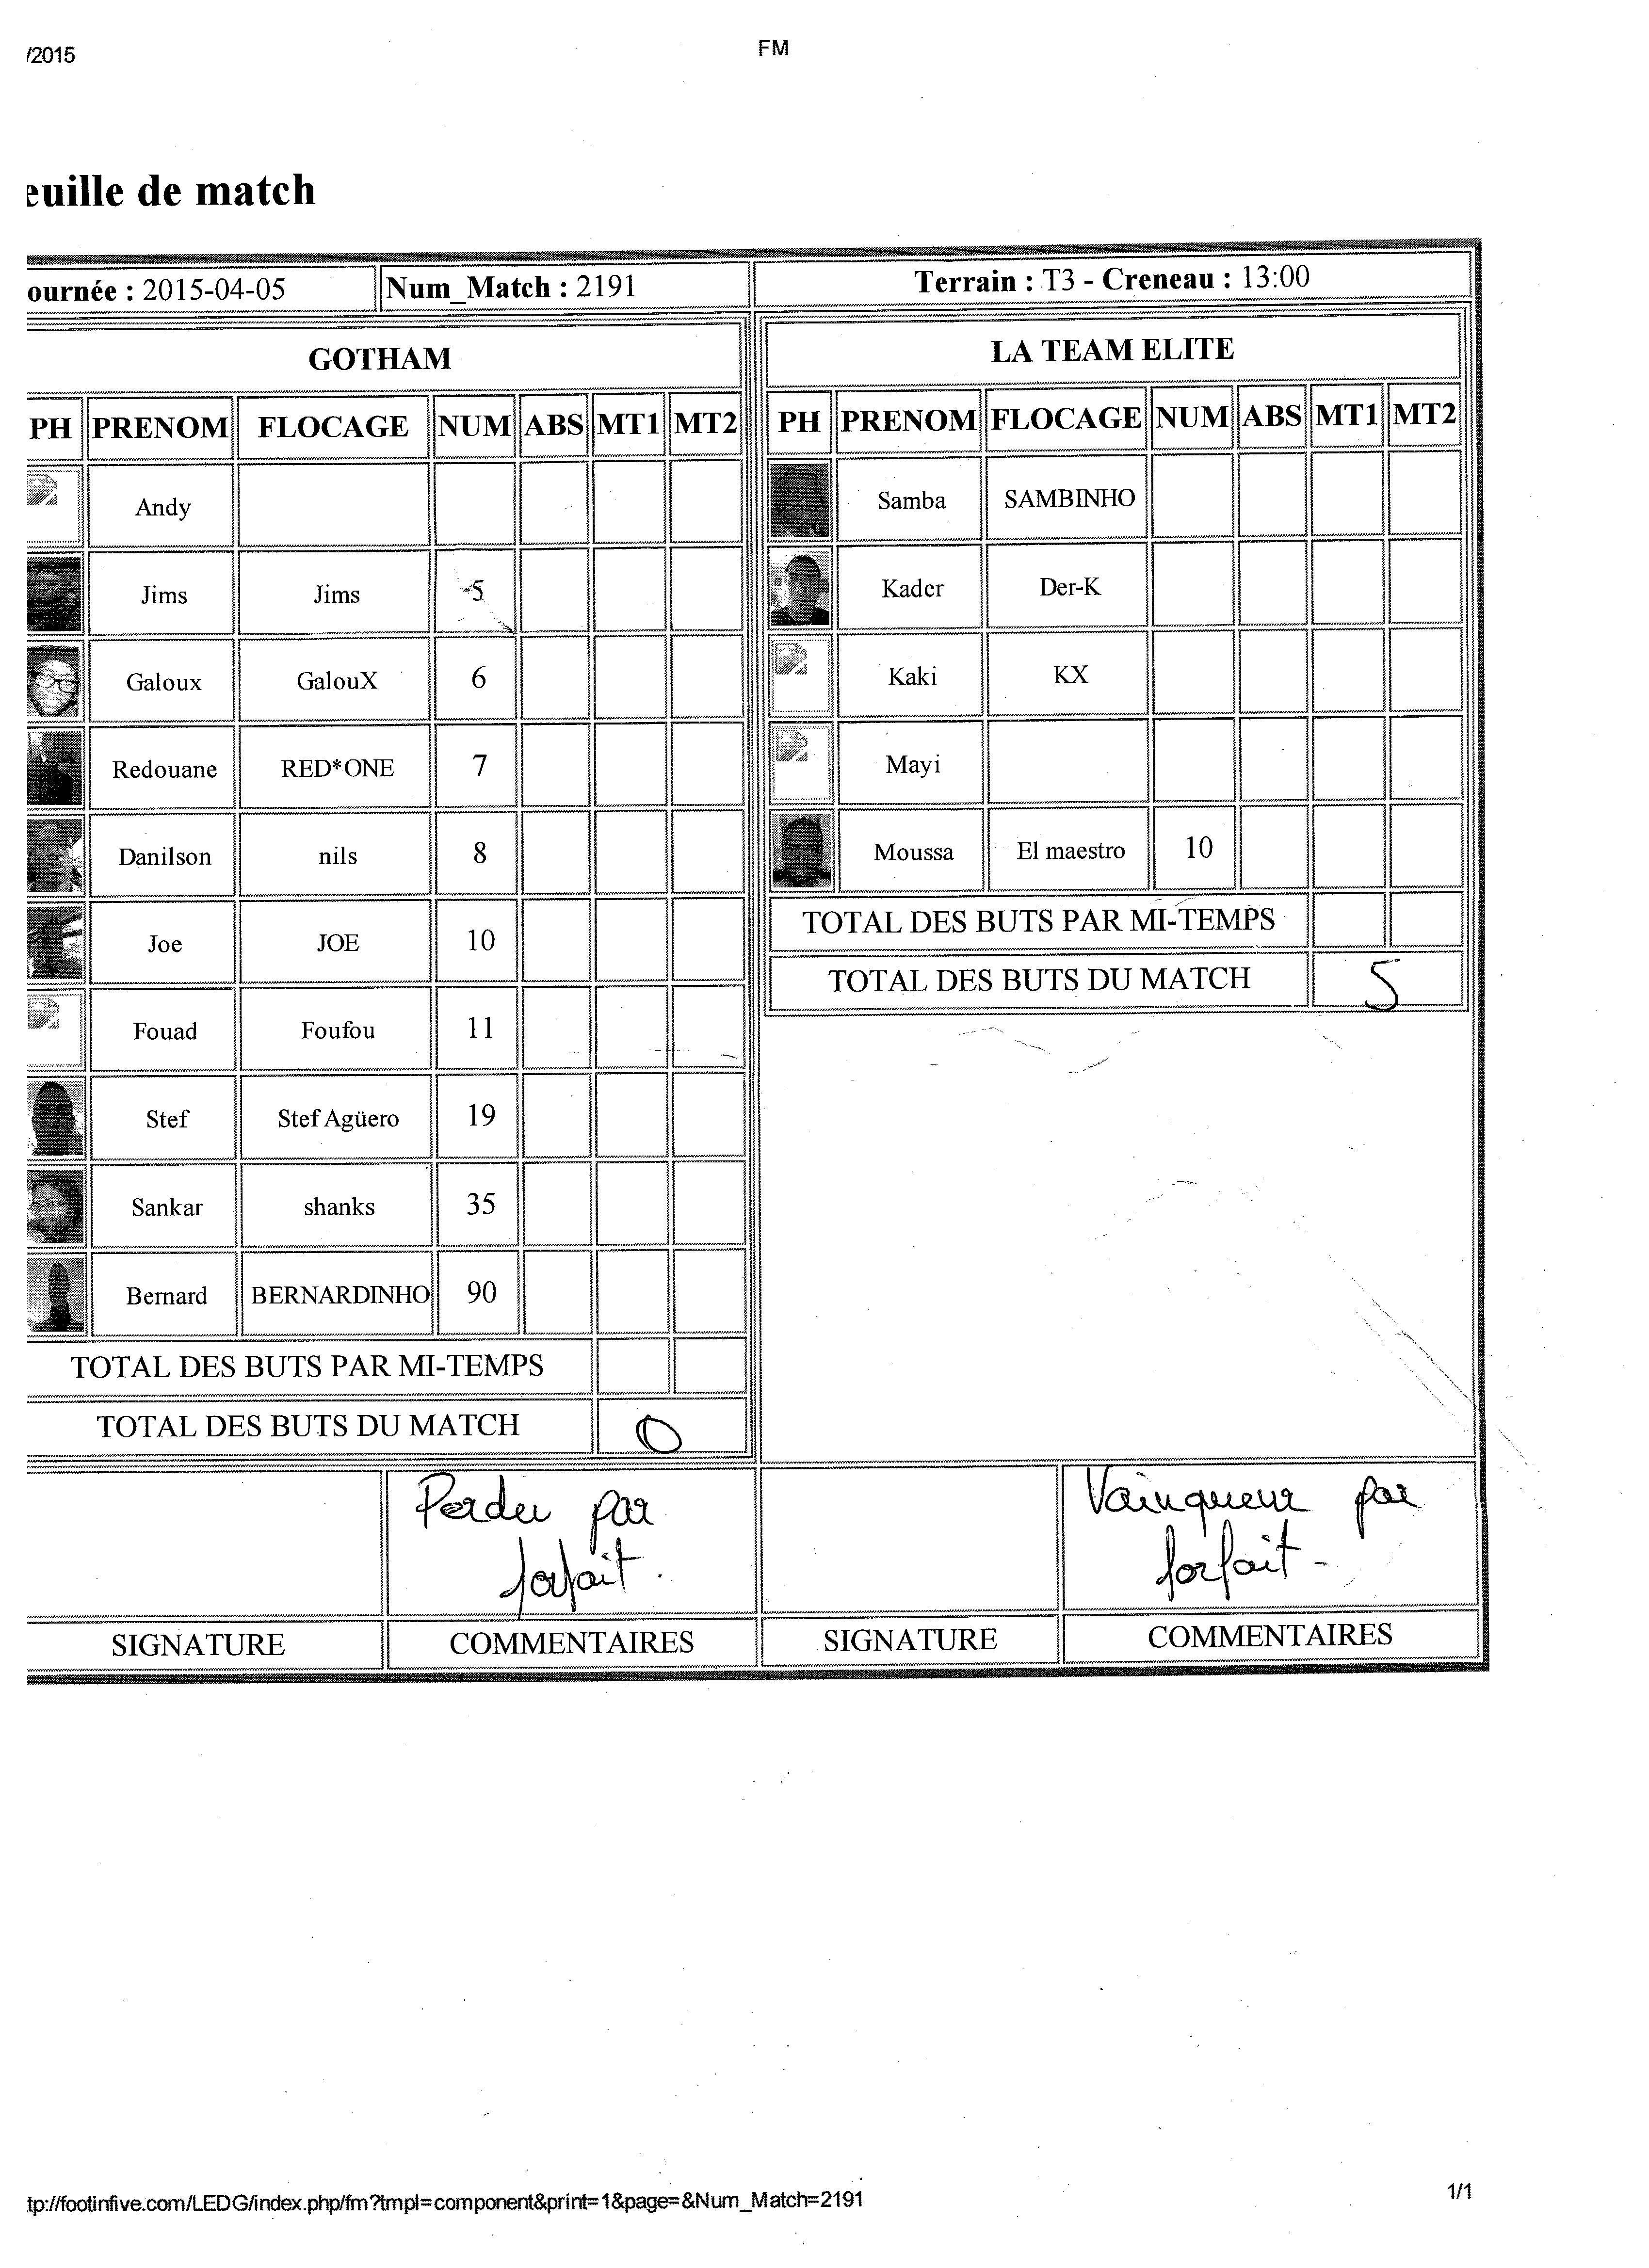 /2015
FM
euille de match
ournée : 2015-04-05
Num_Match : 2191
Terrain : T3 - Creneau : 13:00
GOTHAM
PH PRENOM FLOCAGE NUM ABS MT1 MT2
Andy
Jims Jims 5
Galoux GalouX 6
Redouane RED*ONE 7
Danilson nils 8
Joe JOE 10
Fouad Foufou 11
Stef Stef Agüero 19
Sankar shanks 35
Bernard BERNARDINHO 90
TOTAL DES BUTS PAR MI-TEMPS
TOTAL DES BUTS DU MATCH 0
Perdu par
forfait.
SIGNATURE COMMENTAIRES
LA TEAM ELITE
PH PRENOM FLOCAGE NUM ABS MT1 MT2
Samba SAMBINHO
Kader Der-K
Kaki KX
Mayi
Moussa El maestro 10
TOTAL DES BUTS PAR MI-TEMPS
TOTAL DES BUTS DU MATCH 5
Vainqueur par
forfait-
SIGNATURE COMMENTAIRES
tp://footinfive.com/LEDG/index.php/fm?tmpl=component&print=1&page=&Num_Match=2191
1/1